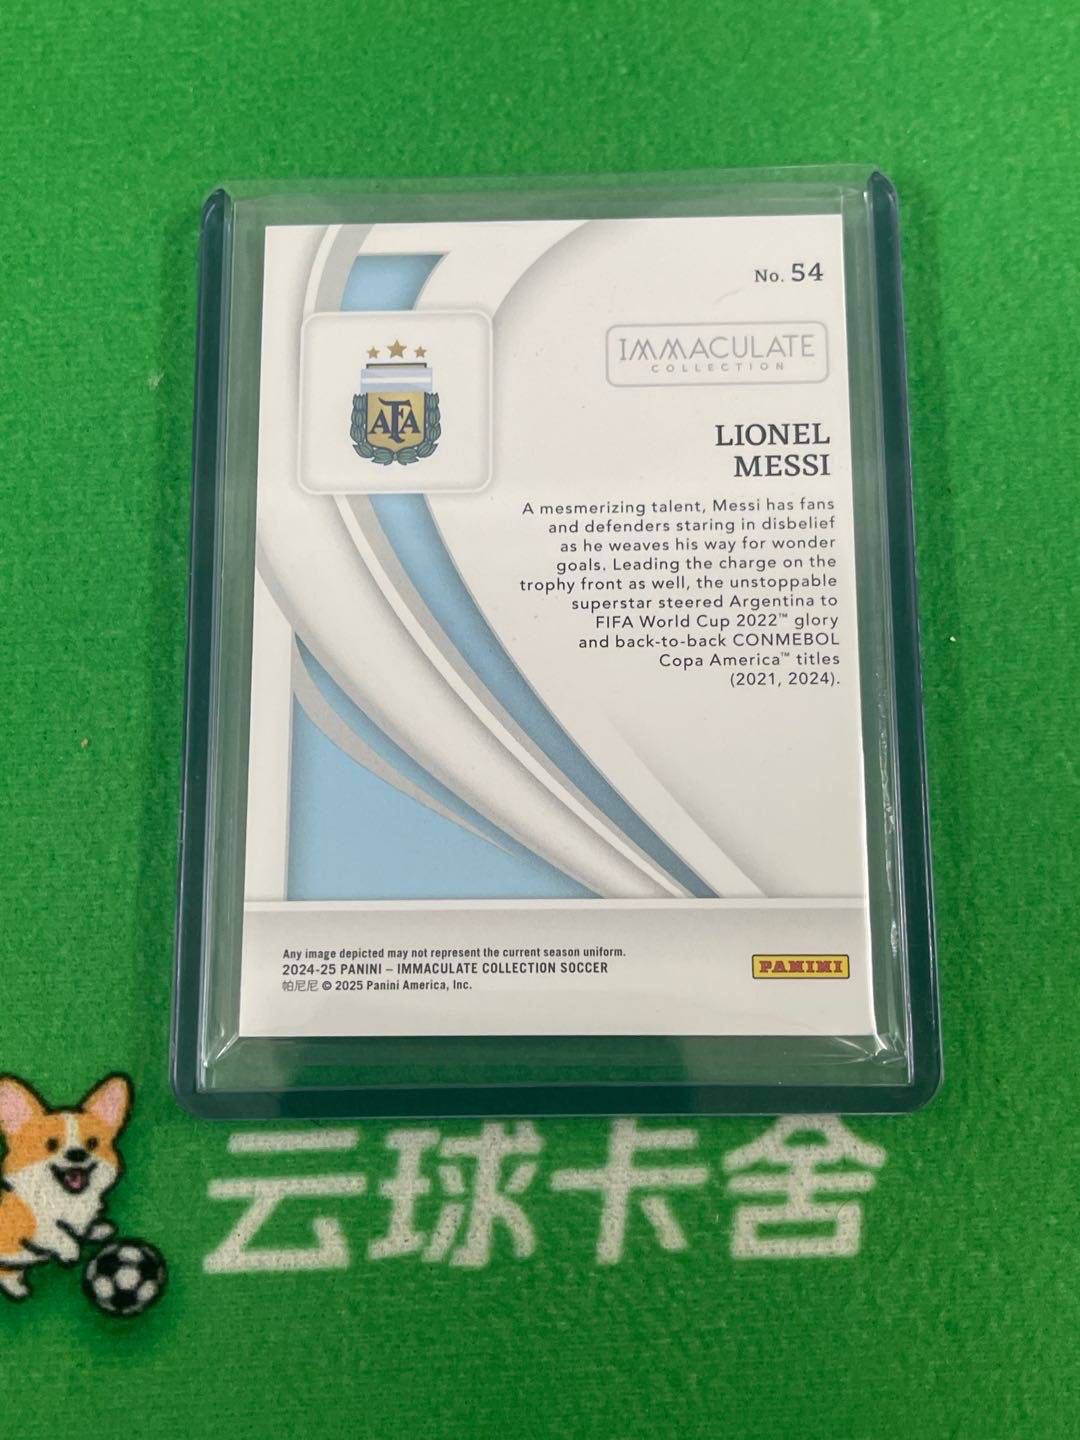 No. 54
IMMACULATE
COLLECTION
AFA
LIONEL
MESSI
A mesmerizing talent, Messi has fans
and defenders staring in disbelief
as he weaves his way for wonder
goals. Leading the charge on the
trophy front as well, the unstoppable
superstar steered Argentina to
FIFA World Cup 2022™ glory
and back-to-back CONMEBOL
Copa America™ titles
(2021, 2024).
Any image depicted may not represent the current season uniform.
2024-25 PANINI – IMMACULATE COLLECTION SOCCER
帕尼尼 © 2025 Panini America, Inc.
PANINI
云球卡舍